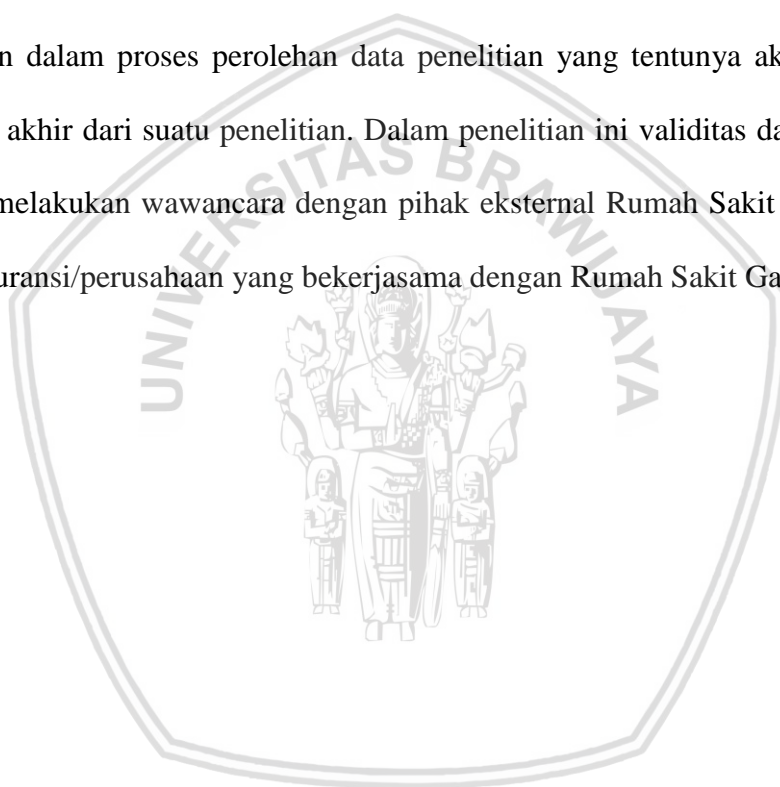 n dalam proses perolehan data penelitian yang tentunya ak
akhir dari suatu penelitian. Dalam penelitian ini validitas da
melakukan wawancara dengan pihak eksternal Rumah Sakit
uransi/perusahaan yang bekerjasama dengan Rumah Sakit Ga
UNIVERSITAS BRAWIJAYA